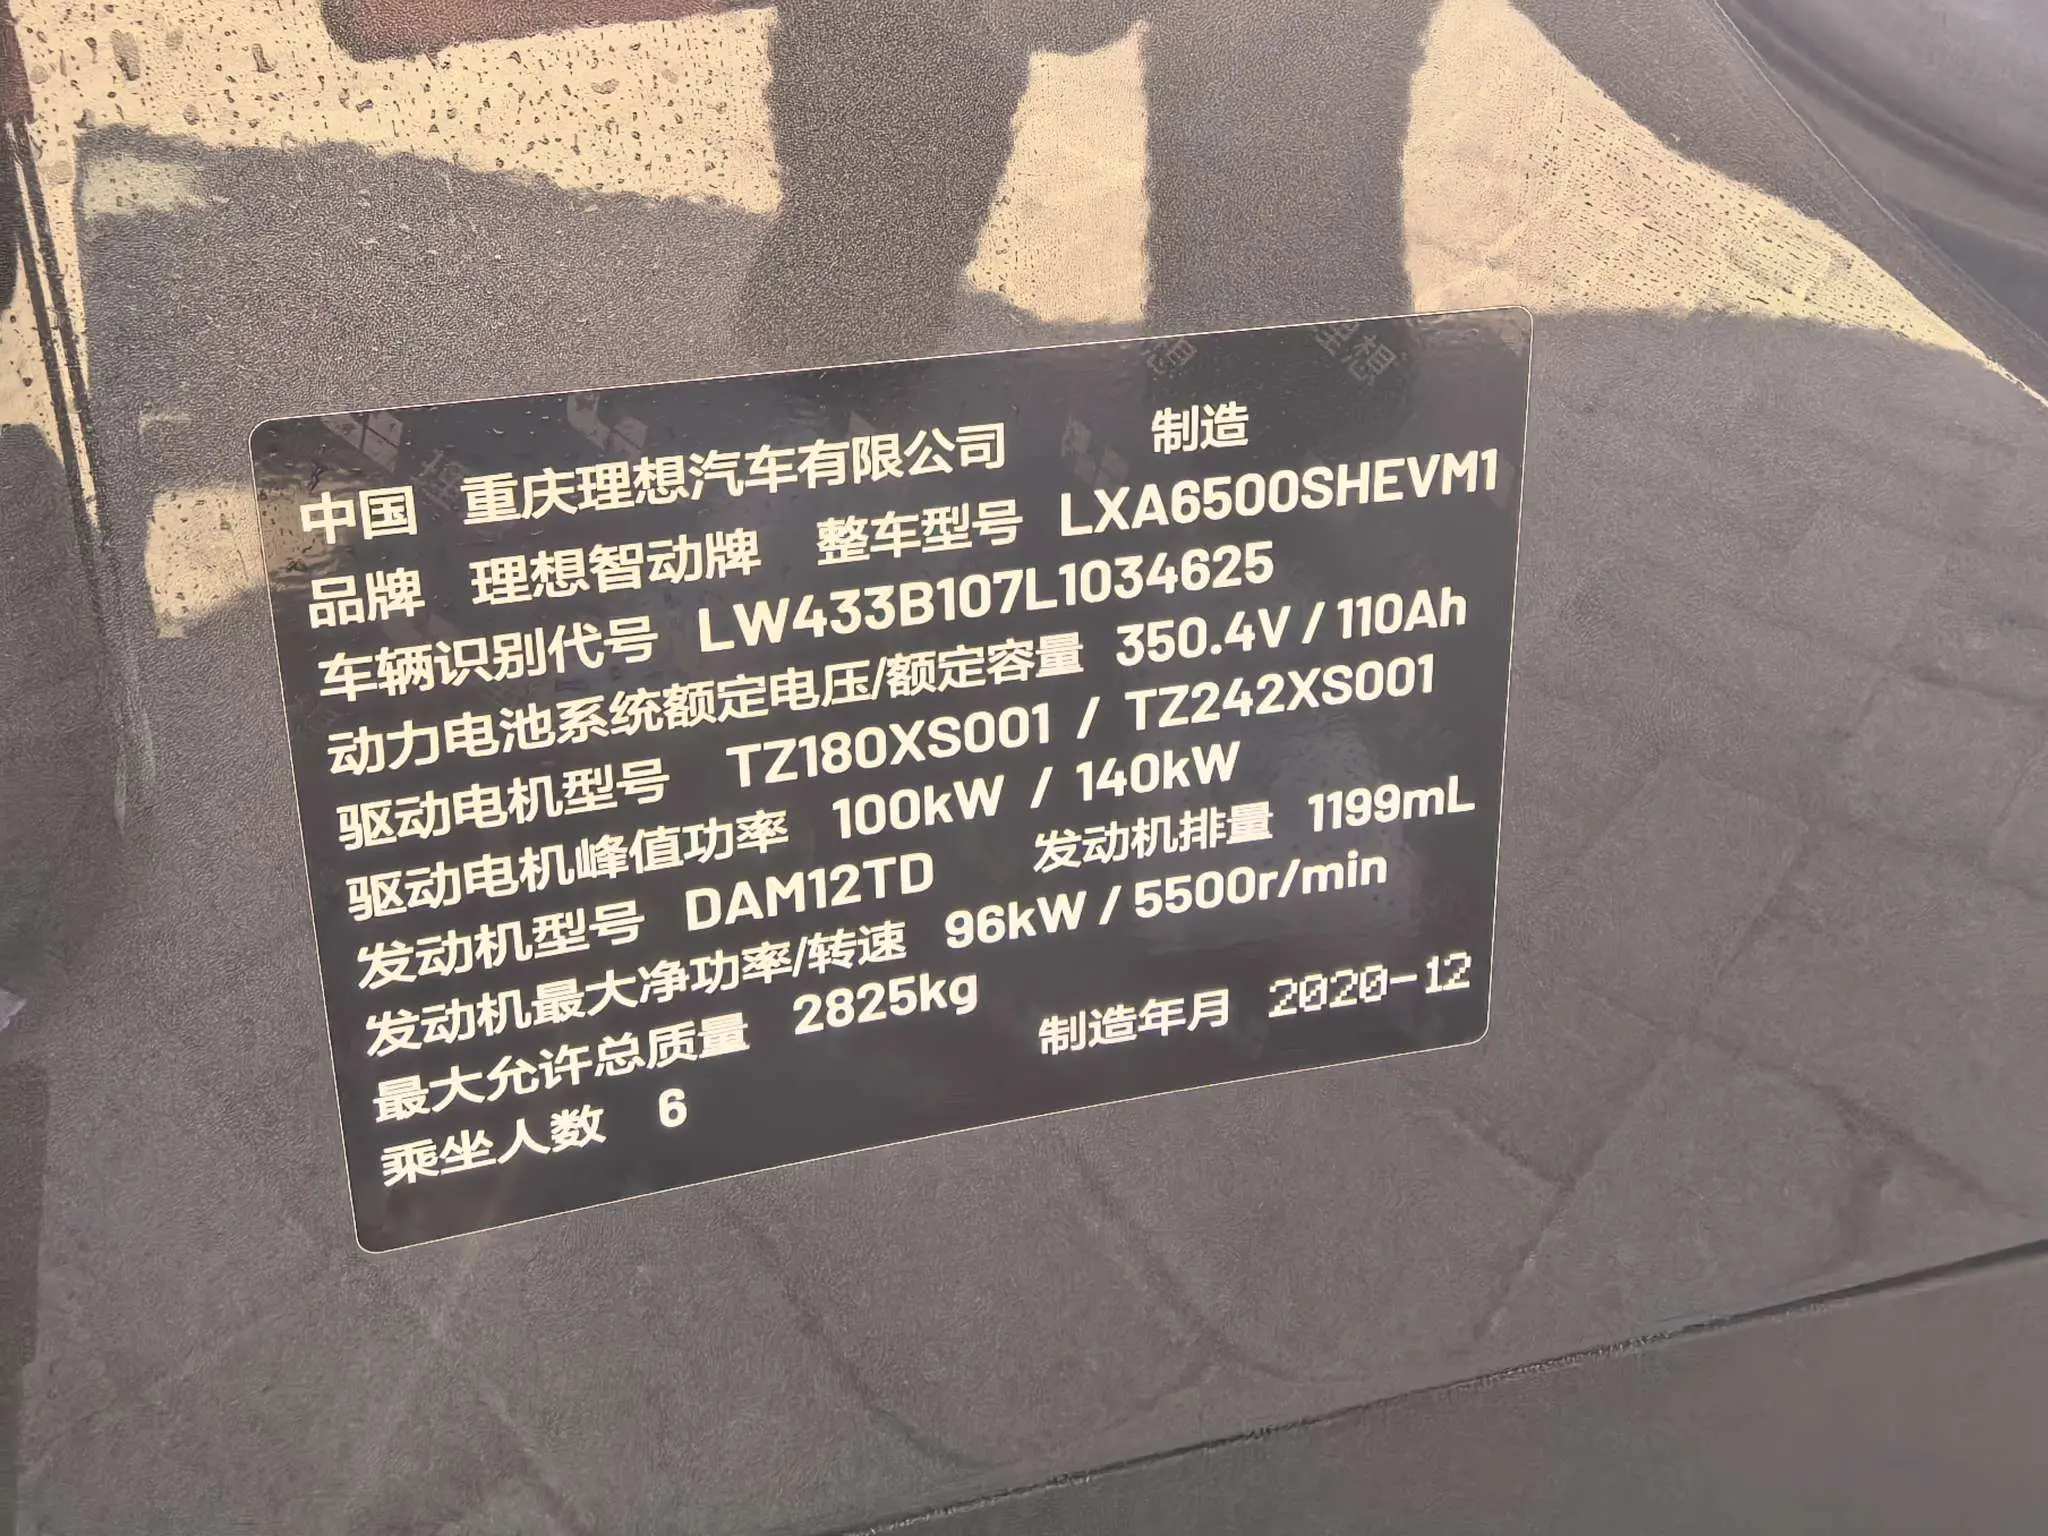 中国 重庆理想汽车有限公司 制造
品牌 理想智动牌 整车型号 LXA6500SHEVM1
车辆识别代号 LW433B107L1034625
动力电池系统额定电压/额定容量 350.4V / 110Ah
驱动电机型号 TZ180XS001 / TZ242XS001
驱动电机峰值功率 100kW / 140kW
发动机型号 DAM12TD 发动机排量 1199mL
发动机最大净功率/转速 96kW / 5500r/min
最大允许总质量 2825kg
乘坐人数 6 制造年月 2020-12